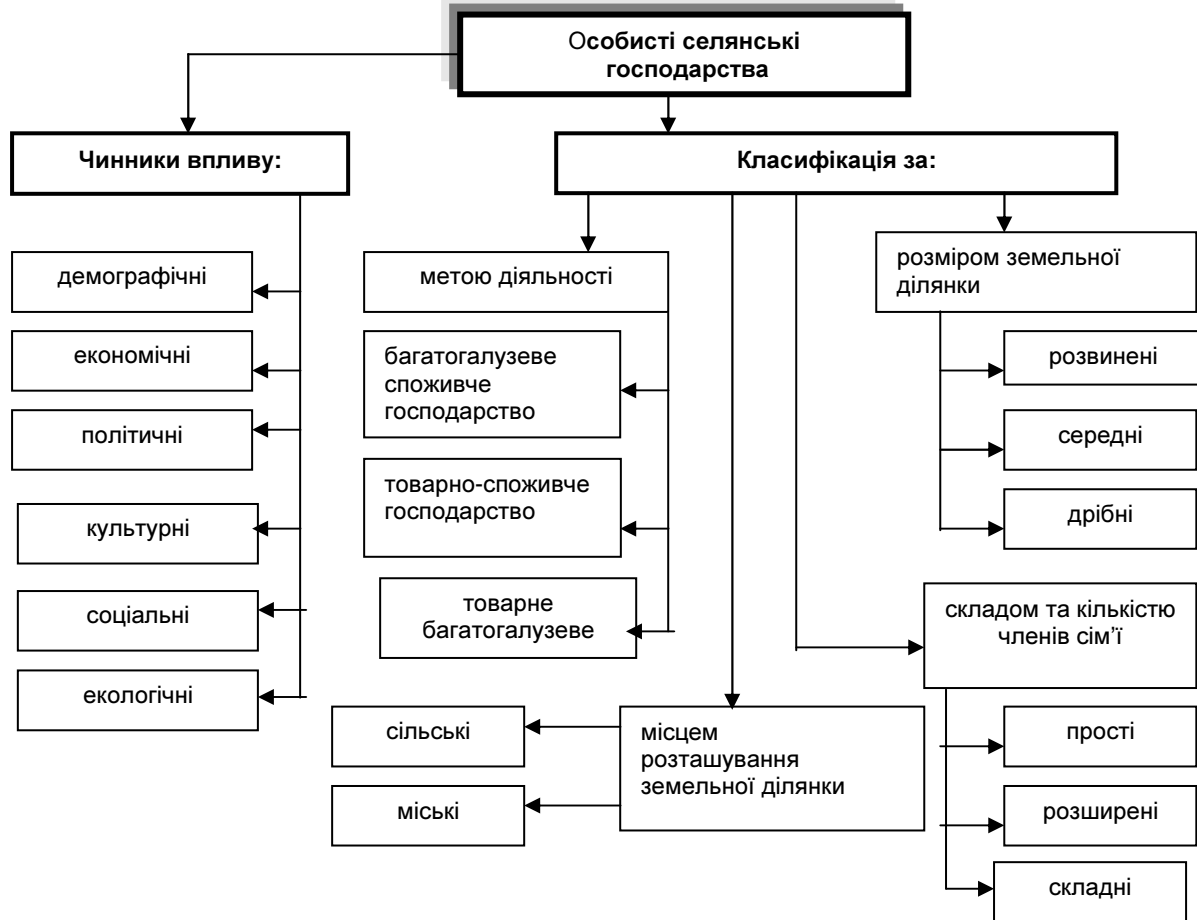 Особисті селянські
господарства
Чинники впливу:
Класифікація за:
демографічні
економічні
політичні
культурні
соціальні
екологічні
метою діяльності
багатогалузеве
споживче
господарство
товарно-споживче
господарство
товарне
багатогалузеве
місцем
розташування
земельної ділянки
сільські
міські
розміром земельної
ділянки
розвинені
середні
дрібні
складом та кількістю
членів сім’ї
прості
розширені
складні